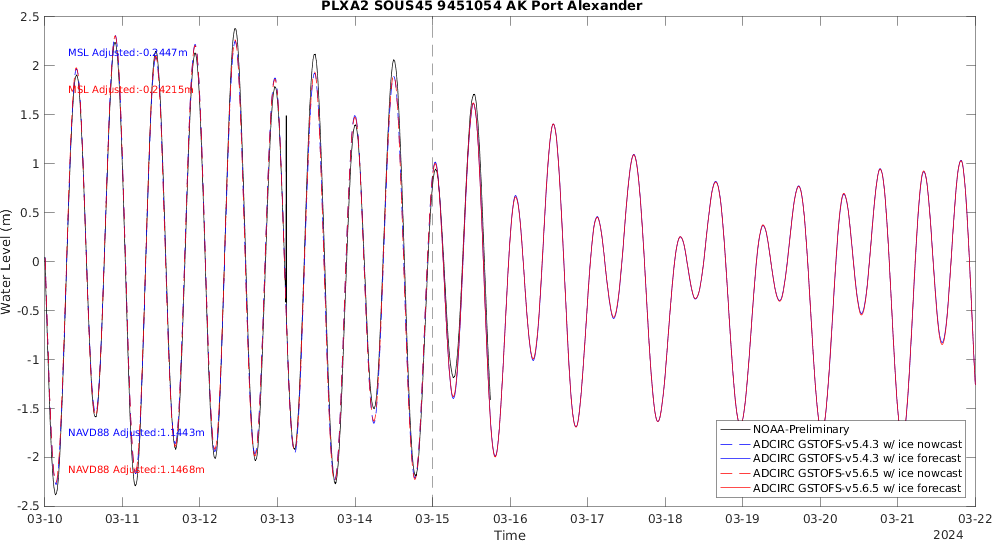 PLXA2 SOUS45 9451054 AK Port Alexander
2.5
2
1.5
1
0.5
0
-0.5
-1
-1.5
-2
-2.5
Water Level (m)
MSL Adjusted:-0.2447m
MSL Adjusted:-0.24215m
NAVD88 Adjusted:1.1443m
NAVD88 Adjusted:1.1468m
NOAA-Preliminary
ADCIRC GSTOFS-v5.4.3 w/ ice nowcast
ADCIRC GSTOFS-v5.4.3 w/ ice forecast
ADCIRC GSTOFS-v5.6.5 w/ ice nowcast
ADCIRC GSTOFS-v5.6.5 w/ ice forecast
03-10 03-11 03-12 03-13 03-14 03-15 03-16 03-17 03-18 03-19 03-20 03-21 03-22
Time
2024